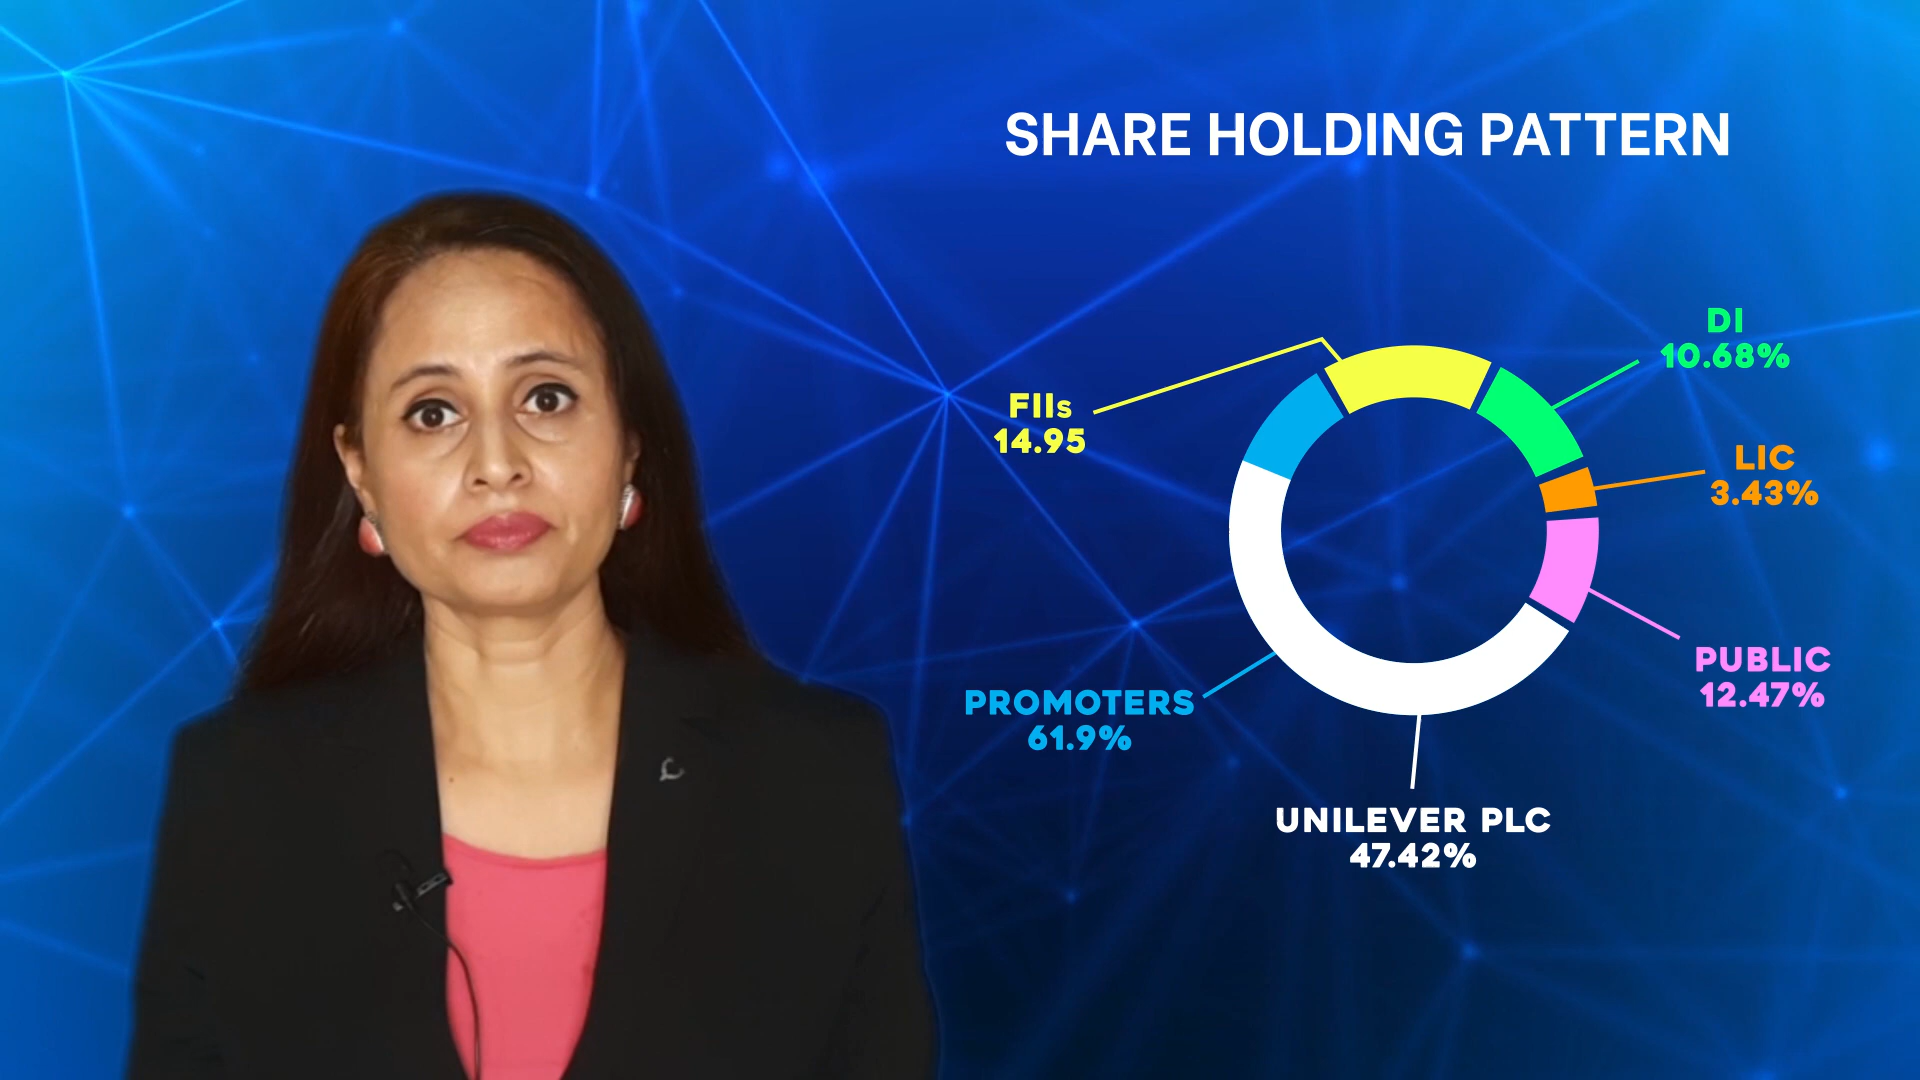 SHARE HOLDING PATTERN
DI
10.68%
FIIs
14.95
LIC
3.43%
PUBLIC
12.47%
PROMOTERS
61.9%
UNILEVER PLC
47.42%